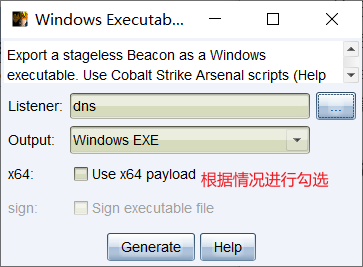 Windows Executab...
Export a stageless Beacon as a Windows
executable. Use Cobalt Strike Arsenal scripts (Help
Listener: dns ...
Output: Windows EXE
x64: Use x64 payload 根据情况进行勾选
sign: Sign executable file
Generate Help